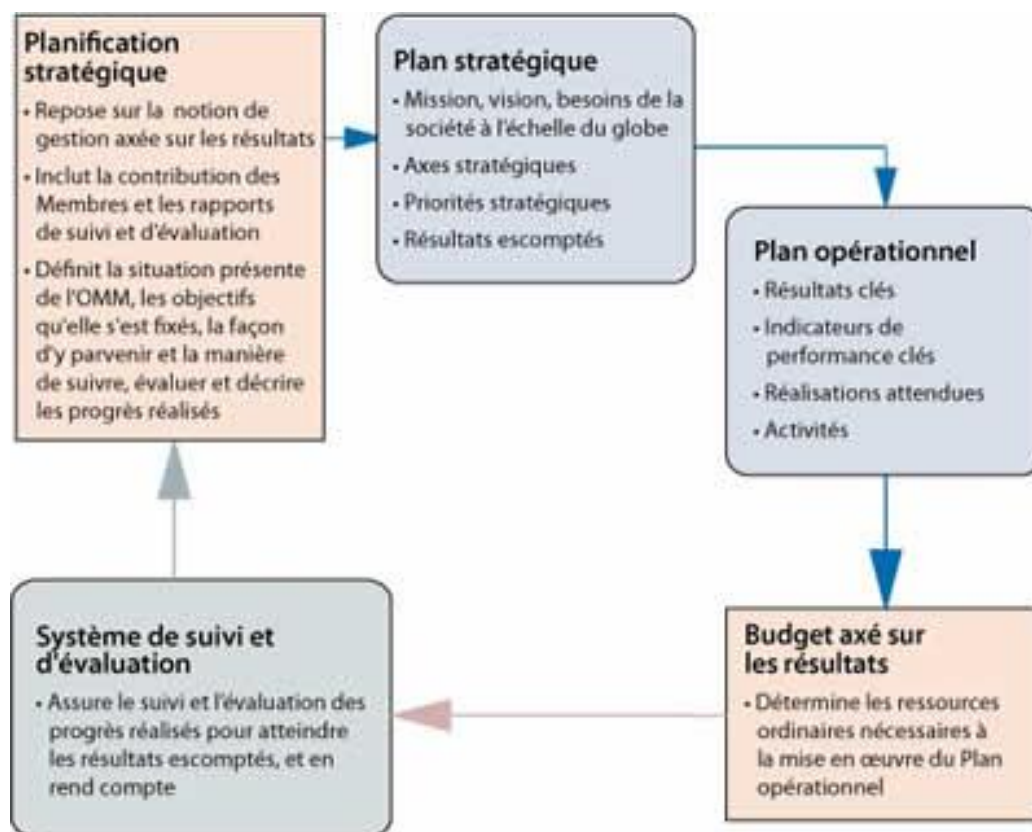 Planification
stratégique
• Repose sur la notion de
gestion axée sur les résultats
• Inclut la contribution des
Membres et les rapports
de suivi et d'évaluation
• Définit la situation présente
de l'OMM, les objectifs
qu'elle s'est fixés, la façon
d'y parvenir et la manière
de suivre, évaluer et décrire
les progrès réalisés
Plan stratégique
• Mission, vision, besoins de la
société à l'échelle du globe
• Axes stratégiques
• Priorités stratégiques
• Résultats escomptés
Plan opérationnel
• Résultats clés
• Indicateurs de
performance clés
• Réalisations attendues
• Activités
Budget axé sur
les résultats
• Détermine les ressources
ordinaires nécessaires à
la mise en œuvre du Plan
opérationnel
Système de suivi et
d'évaluation
• Assure le suivi et l'évaluation des
progrès réalisés pour atteindre
les résultats escomptés, et en
rend compte